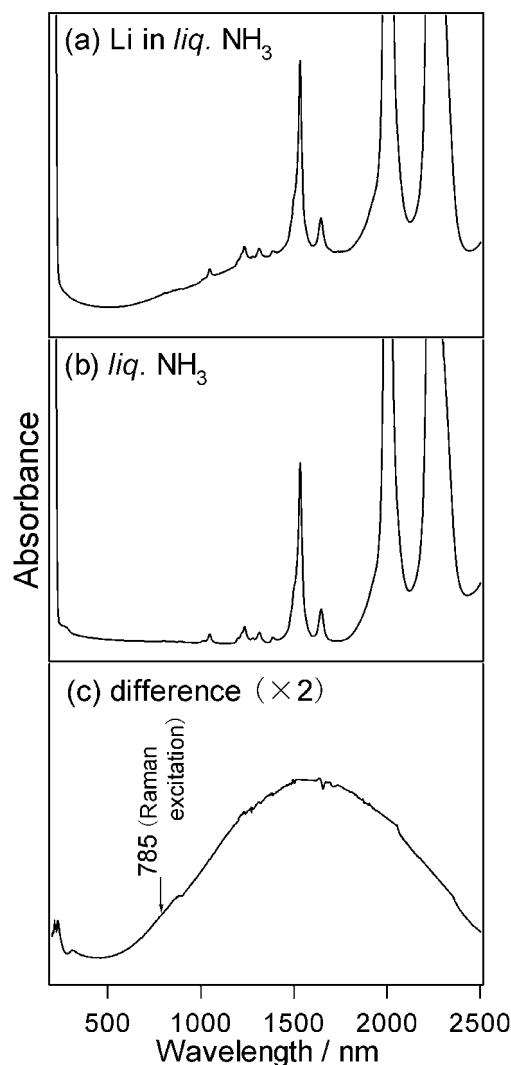 (a) Li in liq. NH₃
(b) liq. NH₃
Absorbance
(c) difference (×2)
785 (Raman
excitation)
500 1000 1500 2000 2500
Wavelength / nm